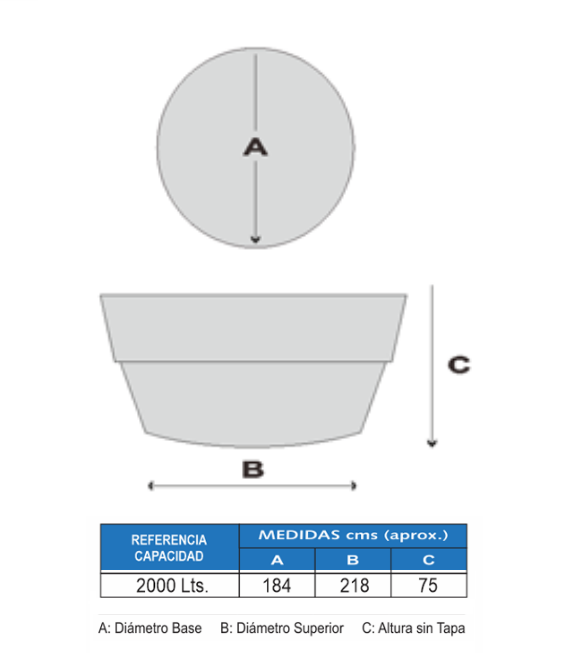 A
C
B
REFERENCIA CAPACIDAD
MEDIDAS cms (aprox.)
A B C
2000 Lts. 184 218 75
A: Diámetro Base B: Diámetro Superior C: Altura sin Tapa